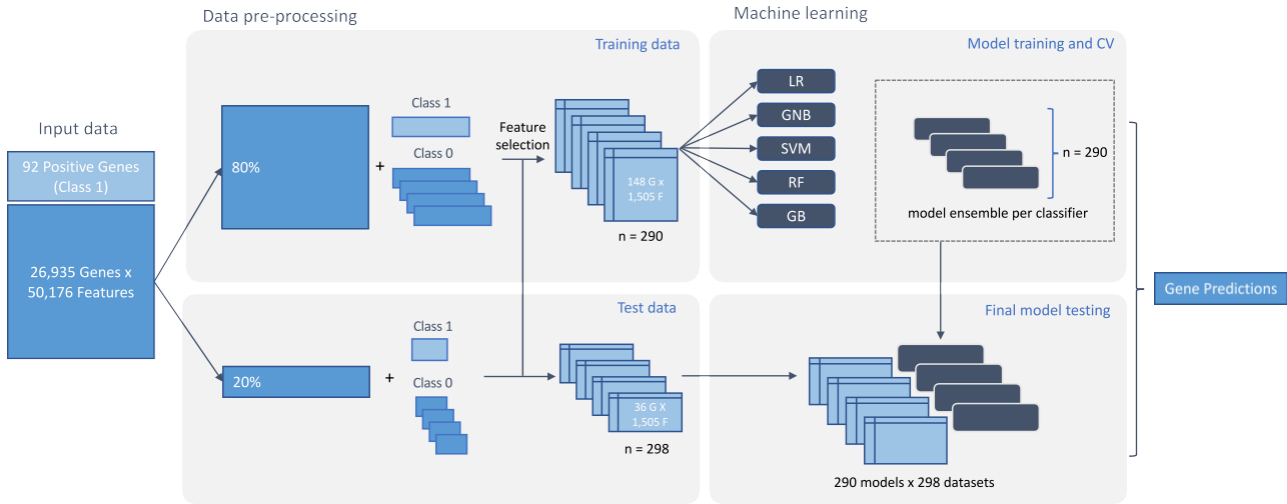 Data pre-processing
Machine learning
Input data
92 Positive Genes
(Class 1)
26,935 Genes x
50,176 Features
Training data
80%
+
Class 1
Class 0
Feature
selection
148 G x
1,505 F
n = 290
Test data
20%
+
Class 1
Class 0
36 G X
1,505 F
n = 298
Model training and CV
LR
GNB
SVM
RF
GB
n = 290
model ensemble per classifier
Final model testing
290 models x 298 datasets
Gene Predictions